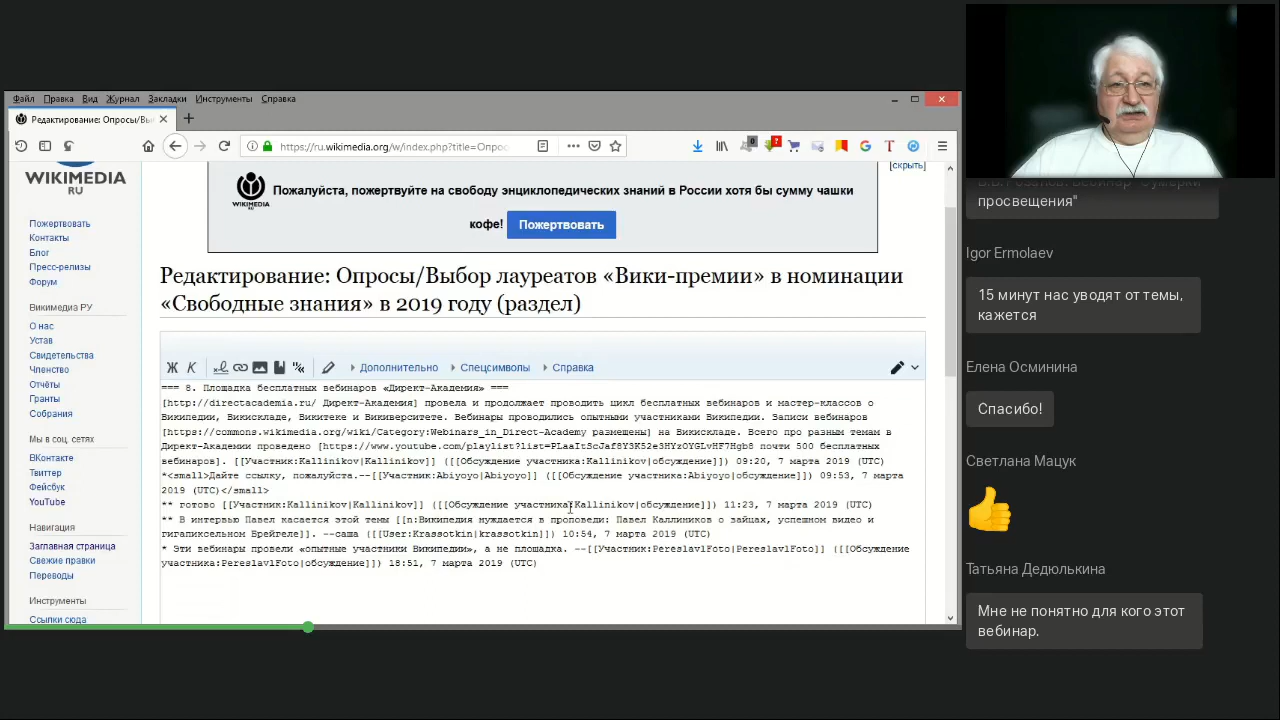 Файл Правка Вид Журнал Закладки Инструменты Справка
Редактирование: Опросы/Вы
https://ru.wikimedia.org/w/index.php?title=Опрос
WIKIMEDIA
RU
Пожертвовать
Контакты
Блог
Пресс-релизы
Форум
Викимедиа РУ
О нас
Устав
Свидетельства
Членство
Отчёты
Гранты
Собрания
Мы в соц. сетях
ВКонтакте
Твиттер
Фейсбук
YouTube
Навигация
Заглавная страница
Свежие правки
Переводы
Инструменты
Ссылки сюда
[скрыть]
WIKIMEDIA
RU
Пожалуйста, пожертвуйте на свободу энциклопедических знаний в России хотя бы сумму чашки
кофе! Пожертвовать
Редактирование: Опросы/Выбор лауреатов «Вики-премии» в номинации
«Свободные знания» в 2019 году (раздел)
Ж К Дополнительно Спецсимволы Справка
=== 8. Площадка бесплатных вебинаров «Директ-Академия» ===
[http://directacademia.ru/ Директ-Академия] провела и продолжает проводить цикл бесплатных вебинаров и мастер-классов о
Википедии, Викискладе, Викитеке и Викиверситете. Вебинары проводились опытными участниками Википедии. Записи вебинаров
[https://commons.wikimedia.org/wiki/Category:Webinars_in_Direct-Academy размещены] на Викискладе. Всего про разным темам в
Директ-Академии проведено [https://www.youtube.com/playlist?list=PLaaItScJaf8Y3K52e3HYzOYGLvHF7Hgb8 почти 500 бесплатных
вебинаров]. [[Участник:Kallinikov|Kallinikov]] ([[Обсуждение участника:Kallinikov|обсуждение]]) 09:20, 7 марта 2019 (UTC)
*<small>Дайте ссылку, пожалуйста.--[[Участник:Abiyoyo|Abiyoyo]] ([[Обсуждение участника:Abiyoyo|обсуждение]]) 09:53, 7 марта
2019 (UTC)</small>
** готово [[Участник:Kallinikov|Kallinikov]] ([[Обсуждение участника:Kallinikov|обсуждение]]) 11:23, 7 марта 2019 (UTC)
** В интервью Павел касается этой темы [[n:Википедия нуждается в проповеди: Павел Каллиников о зайцах, успешном видео и
гигапиксельном Брейгеле]]. --саша ([[User:Krassotkin|krassotkin]]) 10:54, 7 марта 2019 (UTC)
* Эти вебинары провели «опытные участники Википедии», а не площадка. --[[Участник:PereslavlFoto|PereslavlFoto]] ([[Обсуждение
участника:PereslavlFoto|обсуждение]]) 18:51, 7 марта 2019 (UTC)
просвещения"
Igor Ermolaev
15 минут нас уводят от темы,
кажется
Елена Осминина
Спасибо!
Светлана Мацук
Татьяна Дедюлькина
Мне не понятно для кого этот
вебинар.